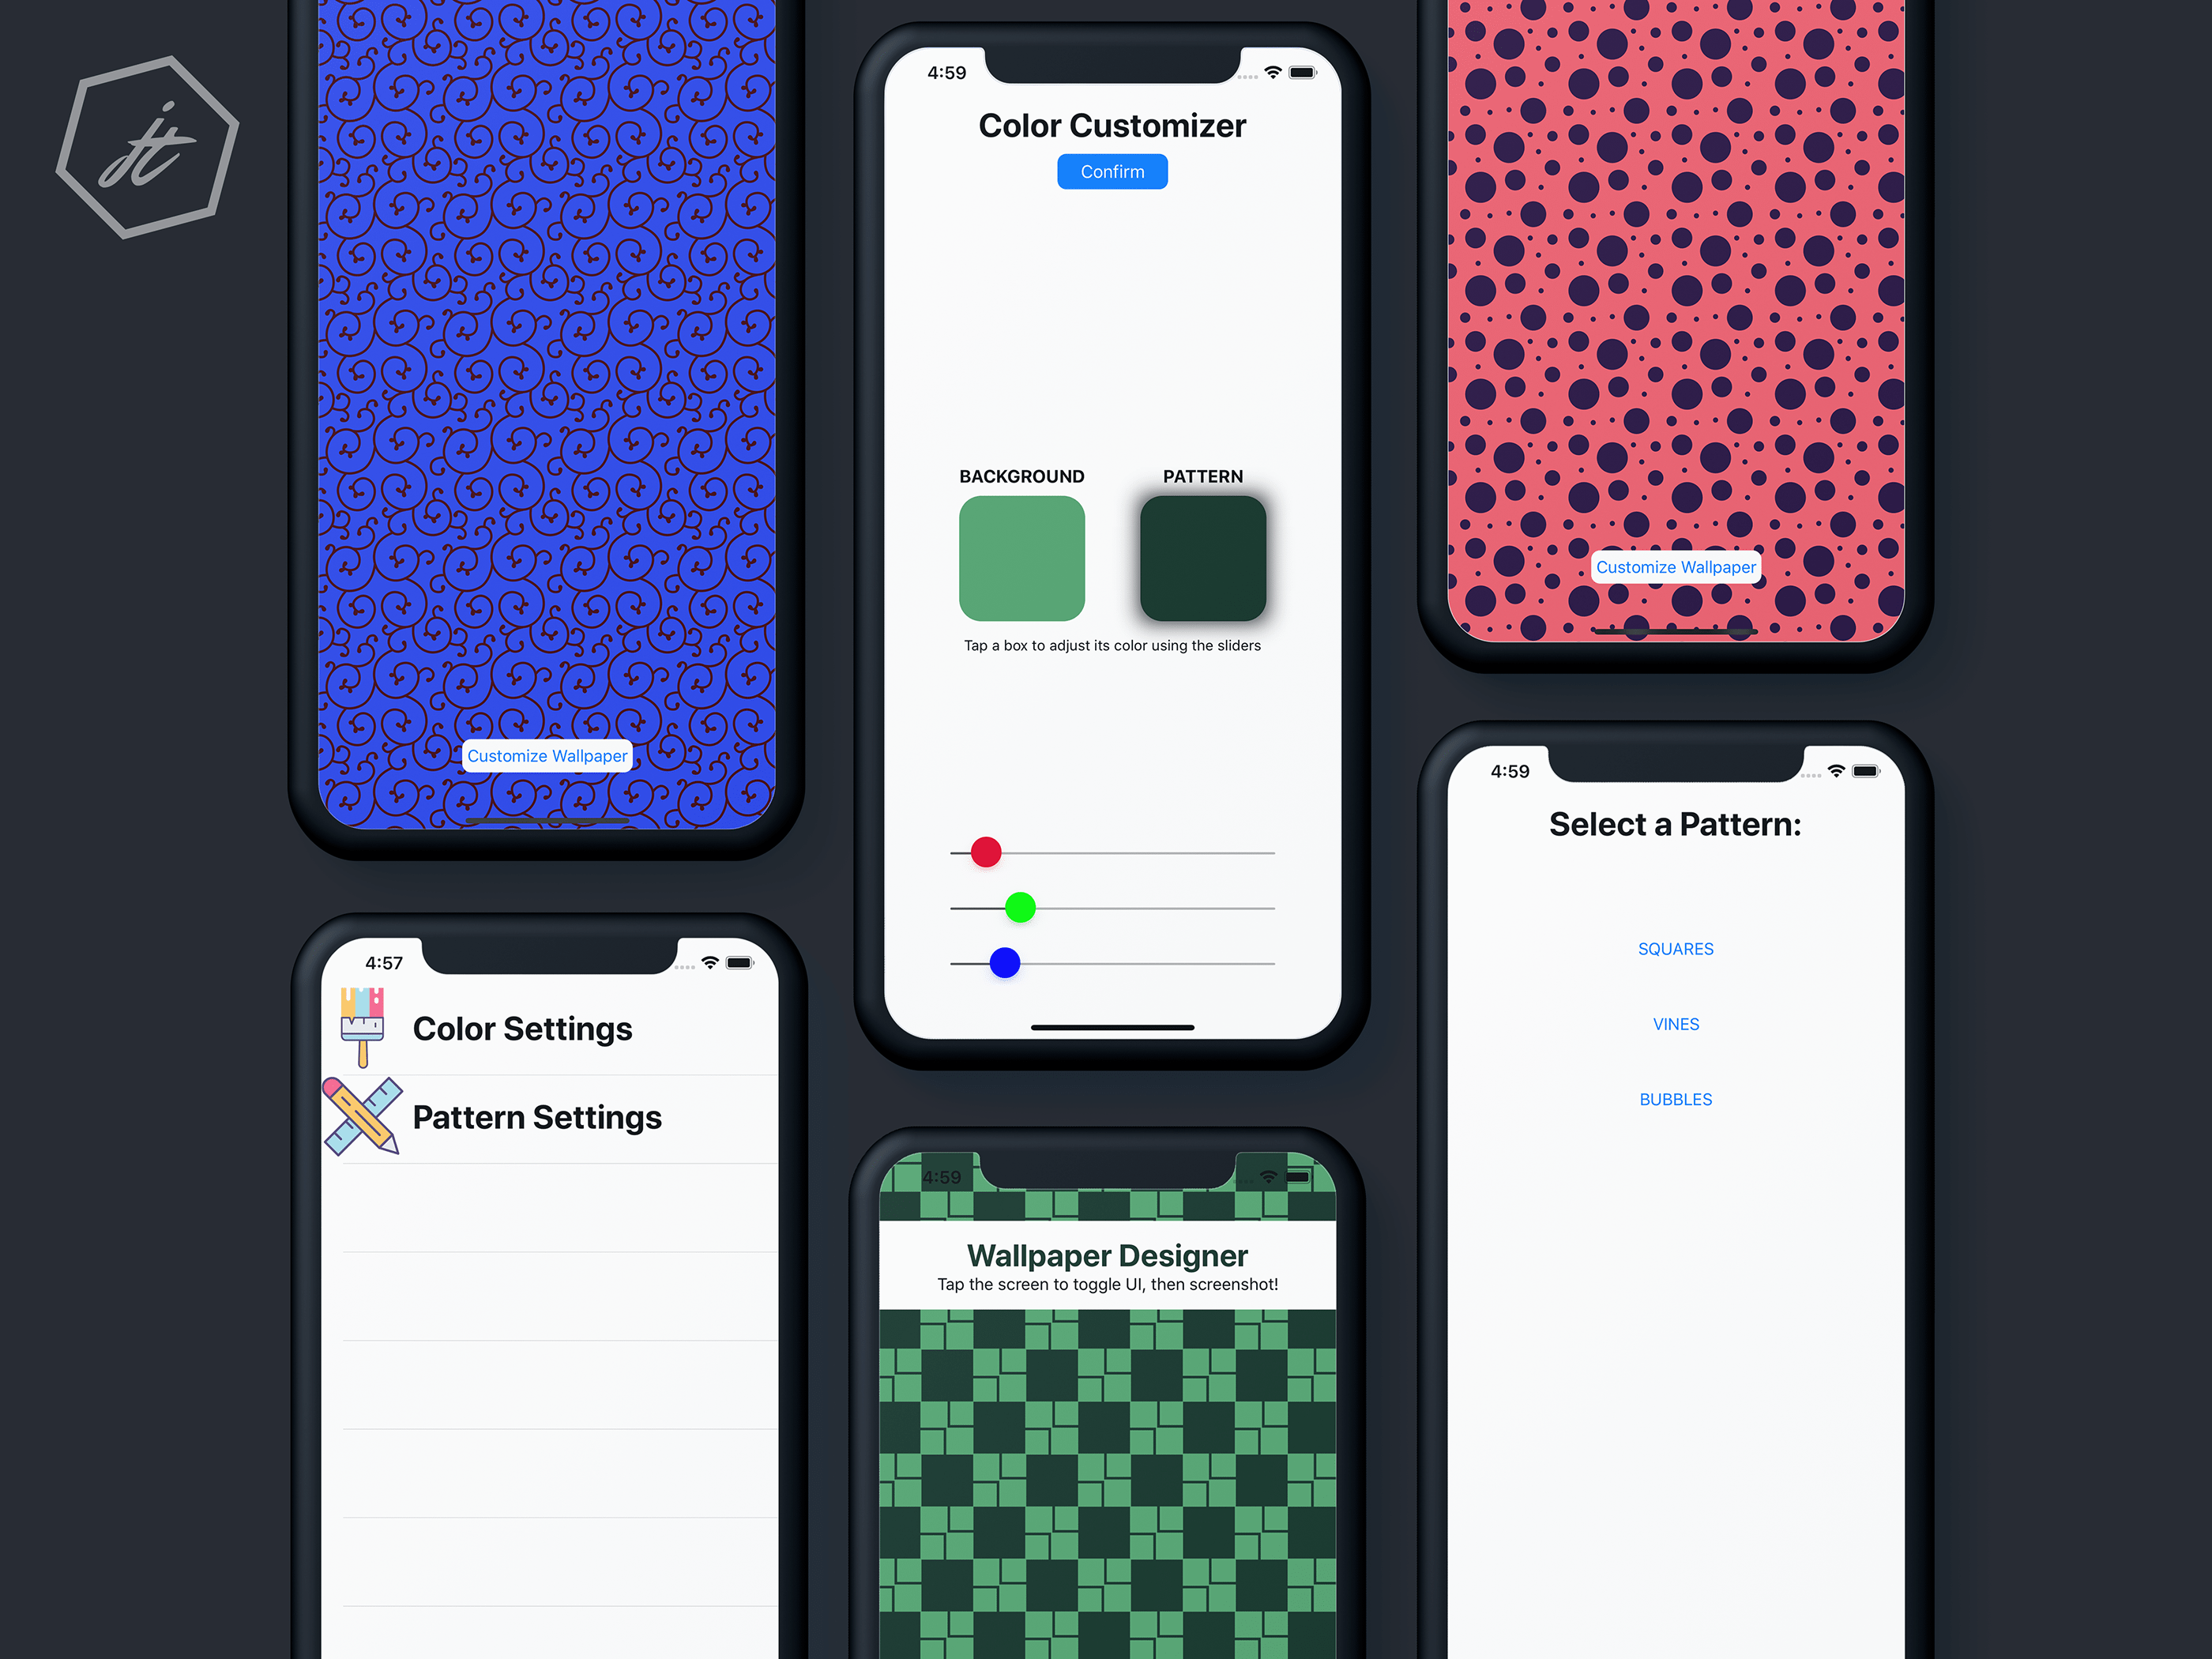 jt
Customize Wallpaper
4:57
Color Settings
Pattern Settings
4:59
Color Customizer
Confirm
BACKGROUND
PATTERN
Tap a box to adjust its color using the sliders
4:59
Wallpaper Designer
Tap the screen to toggle UI, then screenshot!
Customize Wallpaper
4:59
Select a Pattern:
SQUARES
VINES
BUBBLES